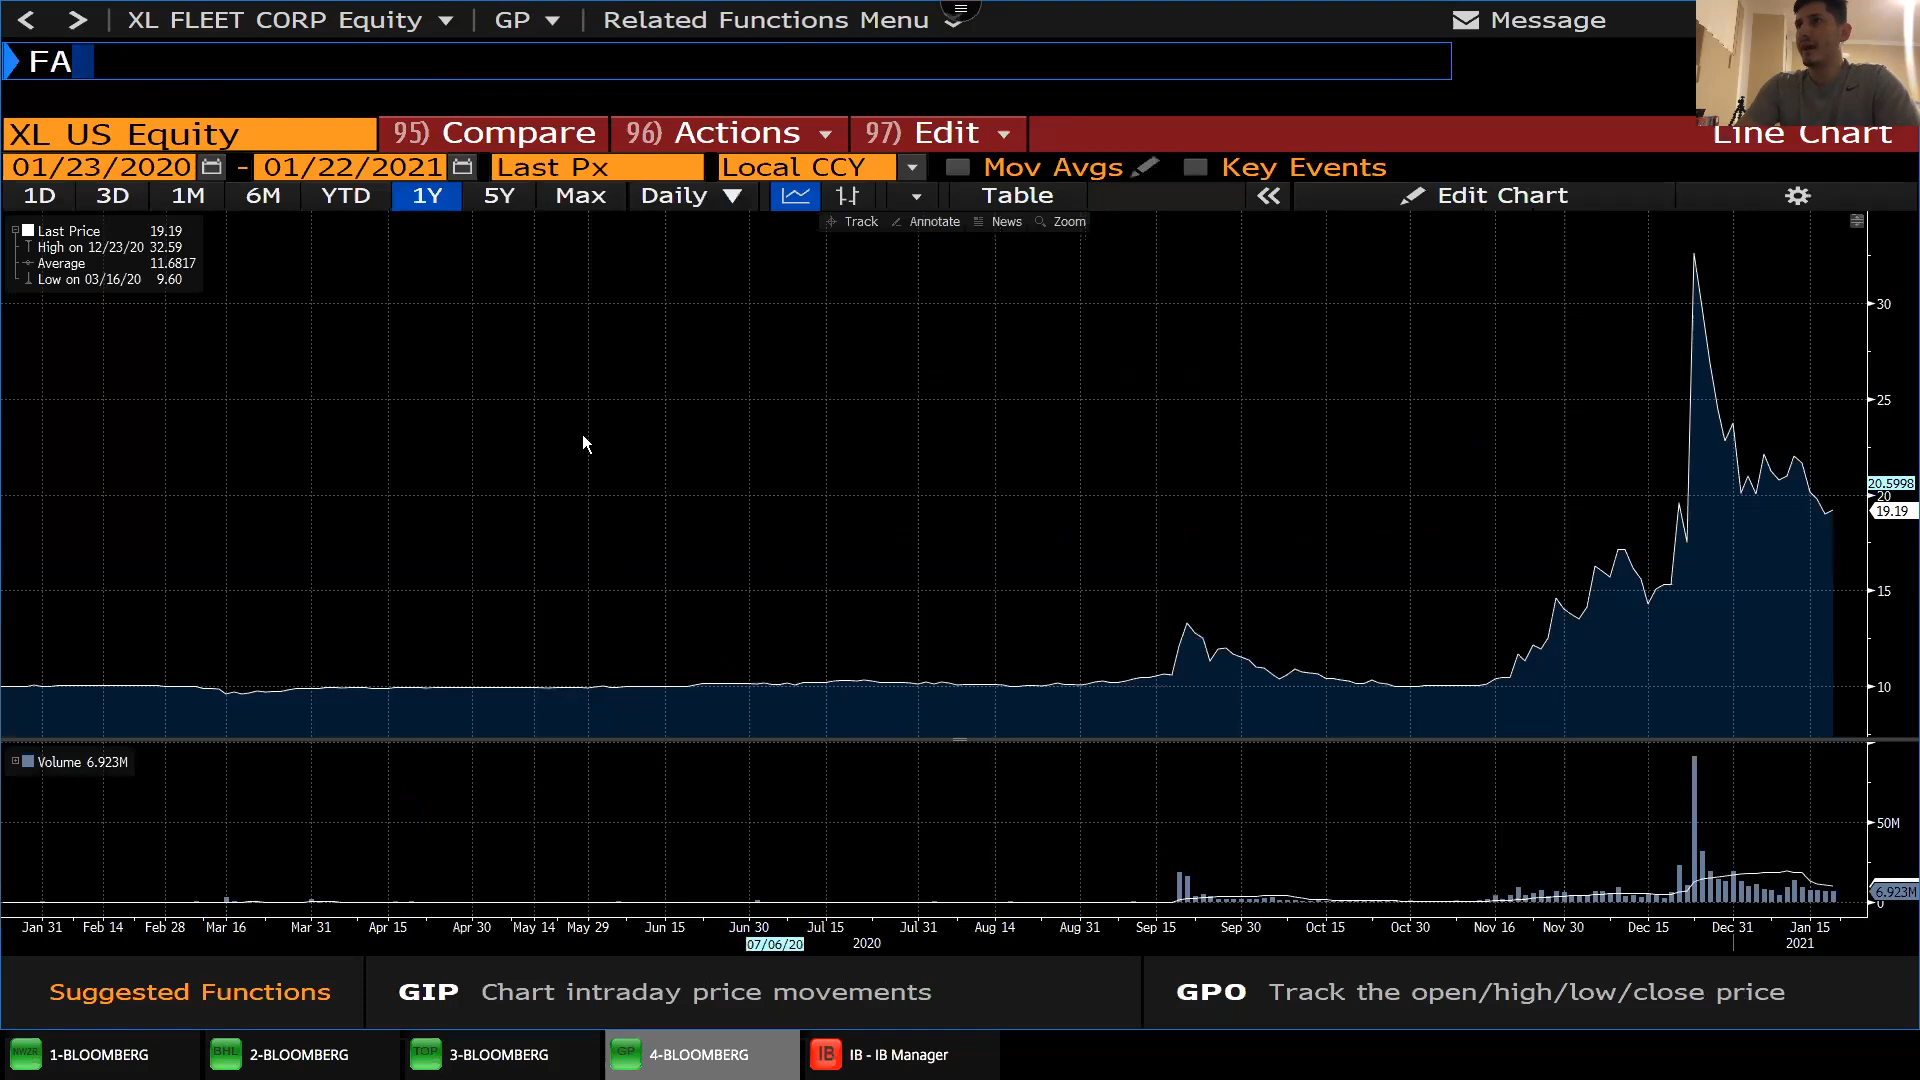 XL FLEET CORP Equity GP Related Functions Menu Message
FA
XL US Equity 95) Compare 96) Actions 97) Edit Line Chart
01/23/2020 - 01/22/2021 Last Px Local CCY Mov Avgs Key Events
1D 3D 1M 6M YTD 1Y 5Y Max Daily Table Edit Chart
Track Annotate News Zoom
Last Price 19.19
High on 12/23/20 32.59
Average 11.6817
Low on 03/16/20 9.60
30
25
20.5998
20
19.19
15
10
Volume 6.923M
50M
6.923M
0
Jan 31 Feb 14 Feb 28 Mar 16 Mar 31 Apr 15 Apr 30 May 14 May 29 Jun 15 Jun 30 Jul 15 Jul 31 Aug 14 Aug 31 Sep 15 Sep 30 Oct 15 Oct 30 Nov 16 Nov 30 Dec 15 Dec 31 Jan 15
07/06/20 2020 2021
Suggested Functions GIP Chart intraday price movements GPO Track the open/high/low/close price
NWZR 1-BLOOMBERG BHL 2-BLOOMBERG TOP 3-BLOOMBERG GP 4-BLOOMBERG IB IB - IB Manager